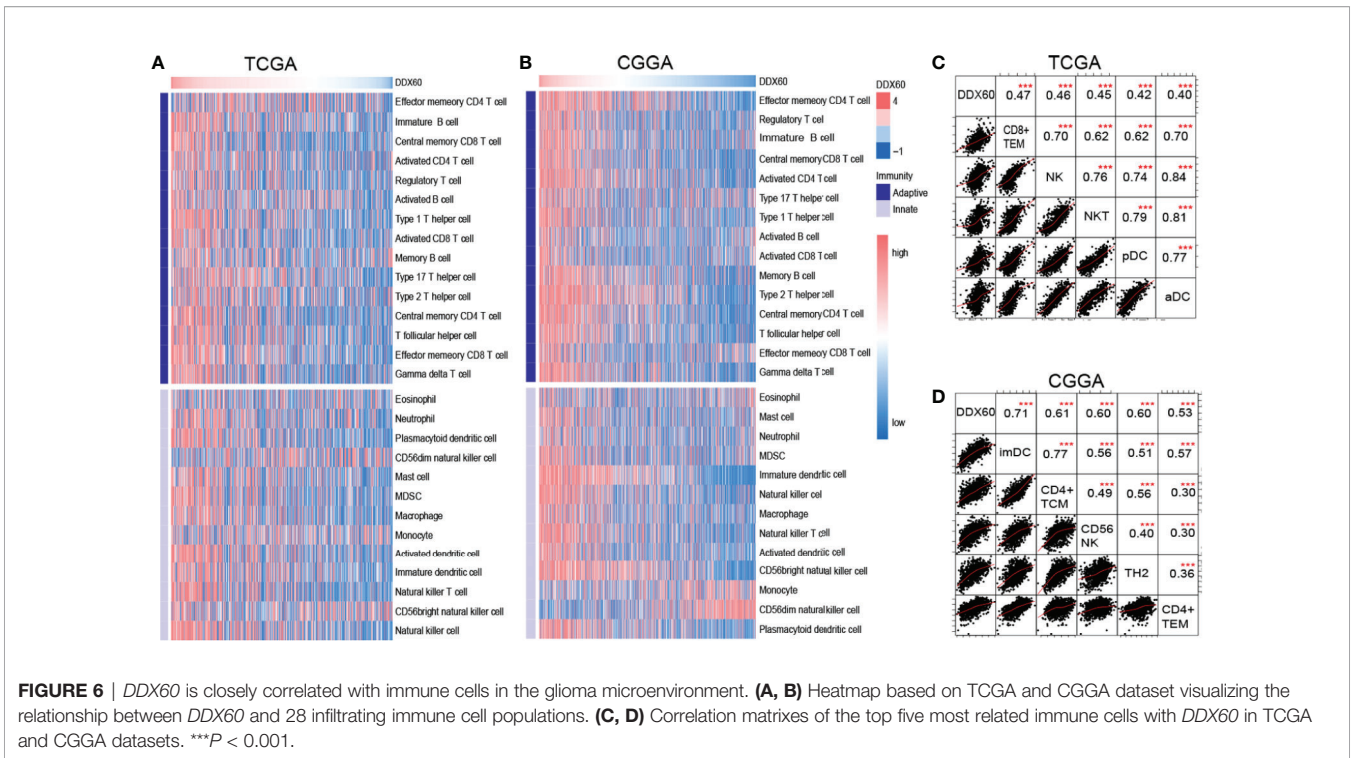 A
TCGA
DDX60
Effector memeory CD4 T cell
Immature B cell
Central memory CD8 T cell
Activated CD4 T cell
Regulatory T cell
Activated B cell
Type 1 T helper cell
Activated CD8 T cell
Memory B cell
Type 17 T helper cell
Type 2 T helper cell
Central memory CD4 T cell
T follicular helper cell
Effector memeory CD8 T cell
Gamma delta T cell
Eosinophil
Neutrophil
Plasmacytoid dendritic cell
CD56dim natural killer cell
Mast cell
MDSC
Macrophage
Monocyte
Activated dendritic cell
Immature dendritic cell
Natural killer T cell
CD56bright natural killer cell
Natural killer cell
B
CGGA
DDX60
Effector memeory CD4 T cell
Regulatory T cel
Immature B cell
Central memory CD8 T cell
Activated CD4 T cell
Type 17 T helper cell
Type 1 T helper cell
Activated B cell
Activated CD8 T cell
Memory B cell
Type 2 T helper cell
Central memory CD4 T cell
T follicular helper cell
Effector memeory CD8 T cell
Gamma delta T cell
Eosinophil
Mast cell
Neutrophil
MDSC
Immature dendritic cell
Natural killer cel
Macrophage
Natural killer T cell
Activated dendritic cell
CD56bright natural killer cell
Monocyte
CD56dim natural killer cell
Plasmacytoid dendritic cell
DDX60
4
−1
Immunity
Adaptive
Innate
high
low
C
TCGA
DDX60 0.47*** 0.46*** 0.45*** 0.42*** 0.40***
CD8+
TEM 0.70*** 0.62*** 0.62*** 0.70***
NK 0.76*** 0.74*** 0.84***
NKT 0.79*** 0.81***
pDC 0.77***
aDC
D
CGGA
DDX60 0.71*** 0.61*** 0.60*** 0.60*** 0.53***
imDC 0.77*** 0.56*** 0.51*** 0.57***
CD4+
TCM 0.49*** 0.56*** 0.30***
CD56
NK 0.40*** 0.30***
TH2 0.36***
CD4+
TEM
FIGURE 6 | DDX60 is closely correlated with immune cells in the glioma microenvironment. (A, B) Heatmap based on TCGA and CGGA dataset visualizing the
relationship between DDX60 and 28 infiltrating immune cell populations. (C, D) Correlation matrixes of the top five most related immune cells with DDX60 in TCGA
and CGGA datasets. ***P < 0.001.